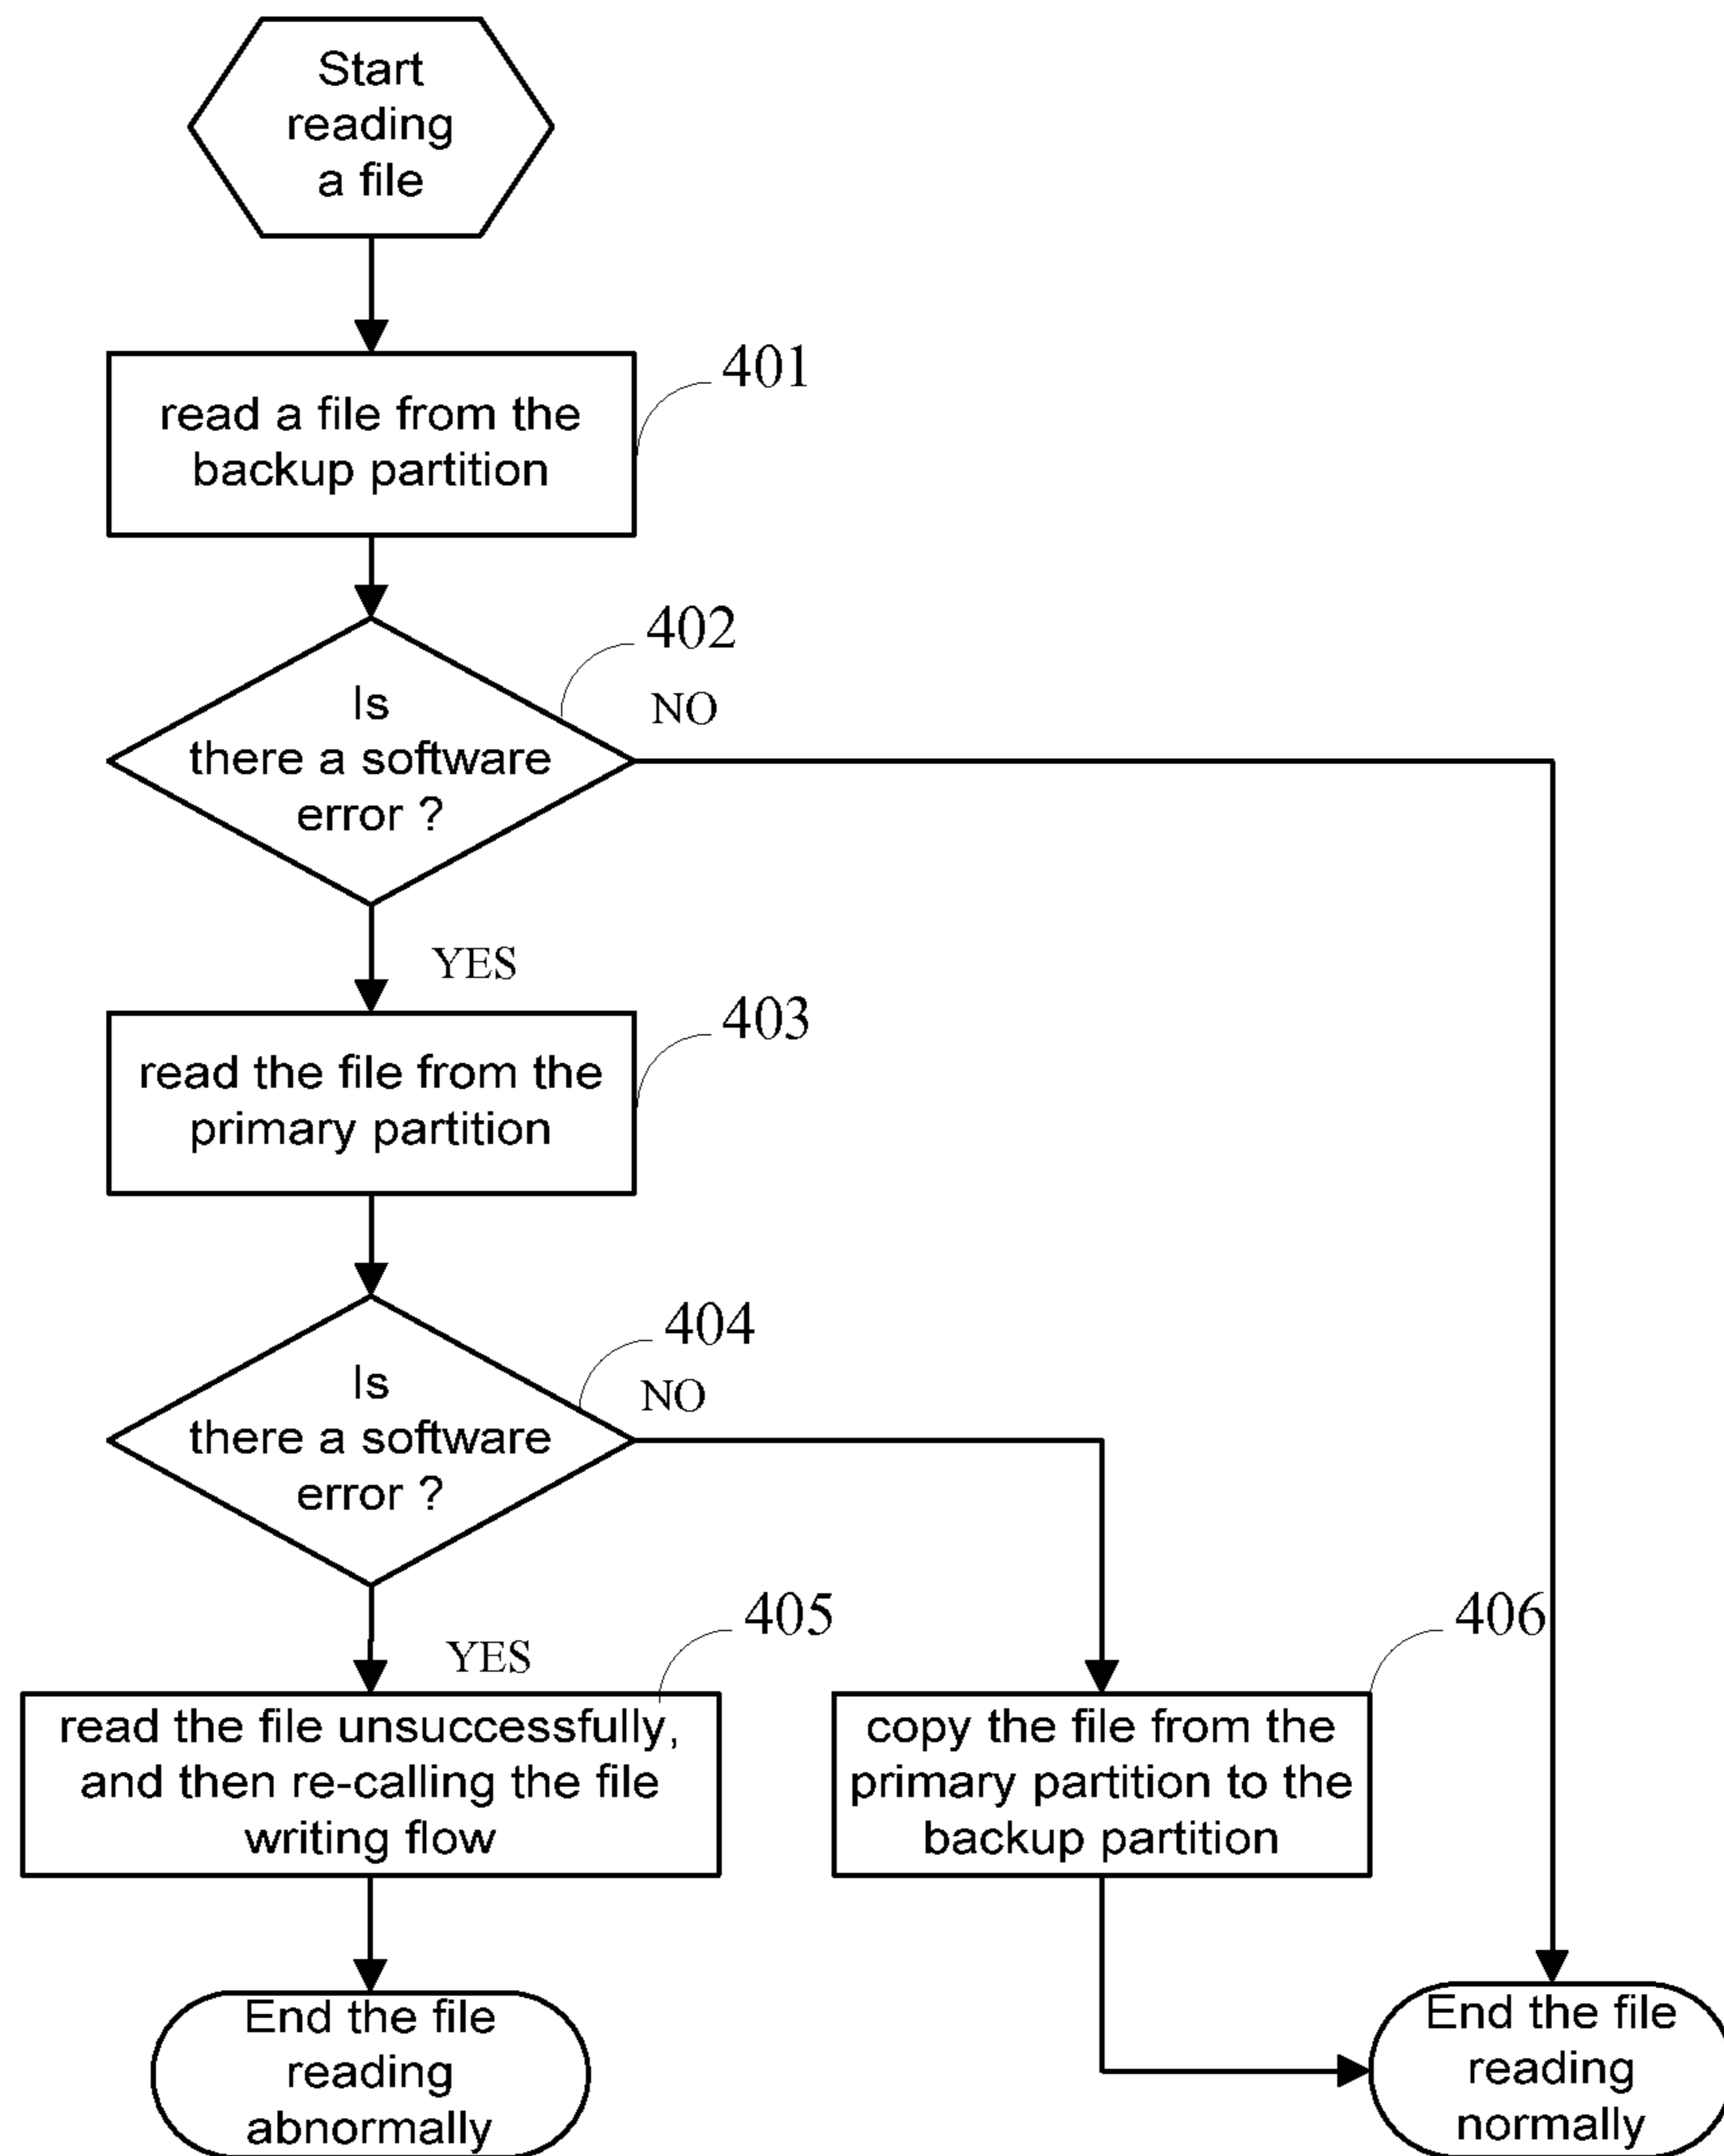 Start
reading
a file
401
read a file from the
backup partition
402
NO
Is
there a software
error ?
YES
403
read the file from the
primary partition
404
NO
Is
there a software
error ?
YES
405
406
read the file unsuccessfully,
and then re-calling the file
writing flow
copy the file from the
primary partition to the
backup partition
End the file
reading
abnormally
End the file
reading
normally